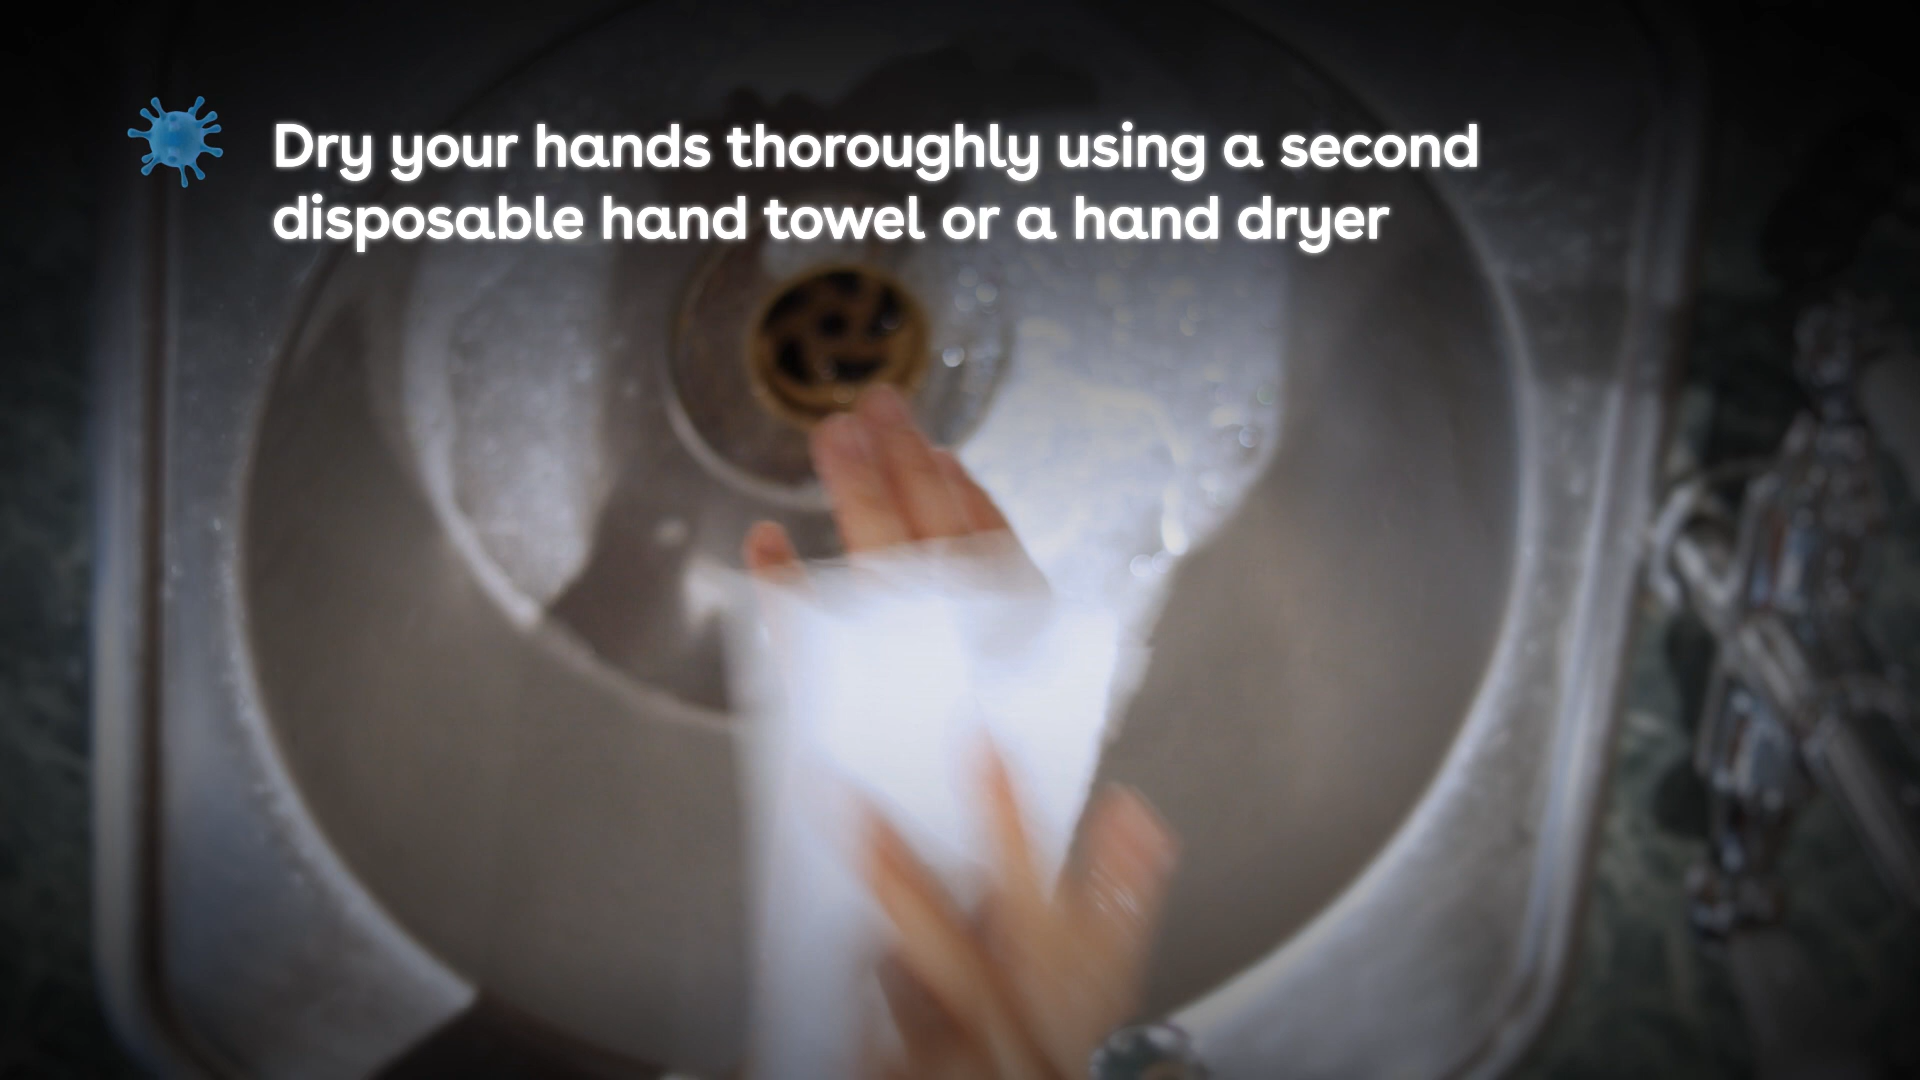 Dry your hands thoroughly using a second
disposable hand towel or a hand dryer